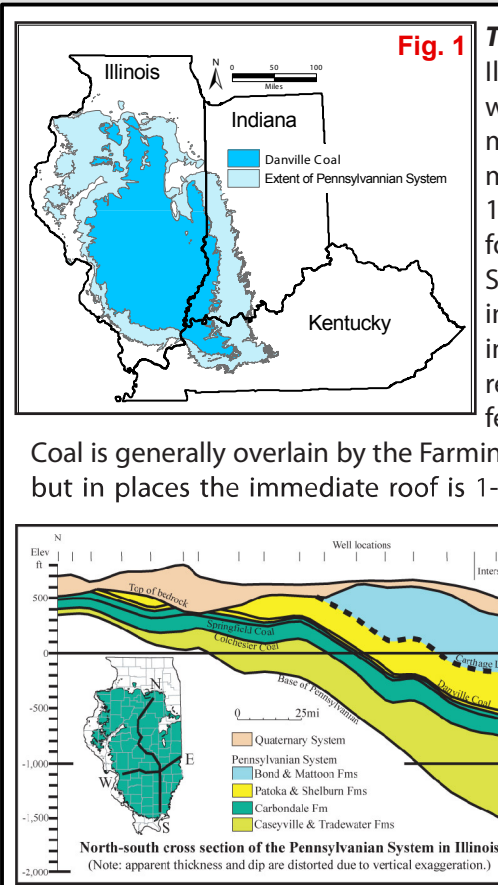 Fig. 1
Illinois
N
0 50 100
Miles
Indiana
Danville Coal
Extent of Pennsylvannian System
Kentucky
Coal is generally overlain by the Farmin
but in places the immediate roof is 1-
N
Elev
ft
Well locations
Inters
500
0
-500
-1,000
-1,500
-2,000
Top of bedrock
Springfield Coal
Colchester Coal
Base of Pennsylvanian
Carthage L
Danville Coal
N
E
W
S
0 25mi
Quaternary System
Pennsylvanian System
Bond & Mattoon Fms
Patoka & Shelburn Fms
Carbondale Fm
Caseyville & Tradewater Fms
North-south cross section of the Pennsylvanian System in Illinois
(Note: apparent thickness and dip are distorted due to vertical exaggeration.)